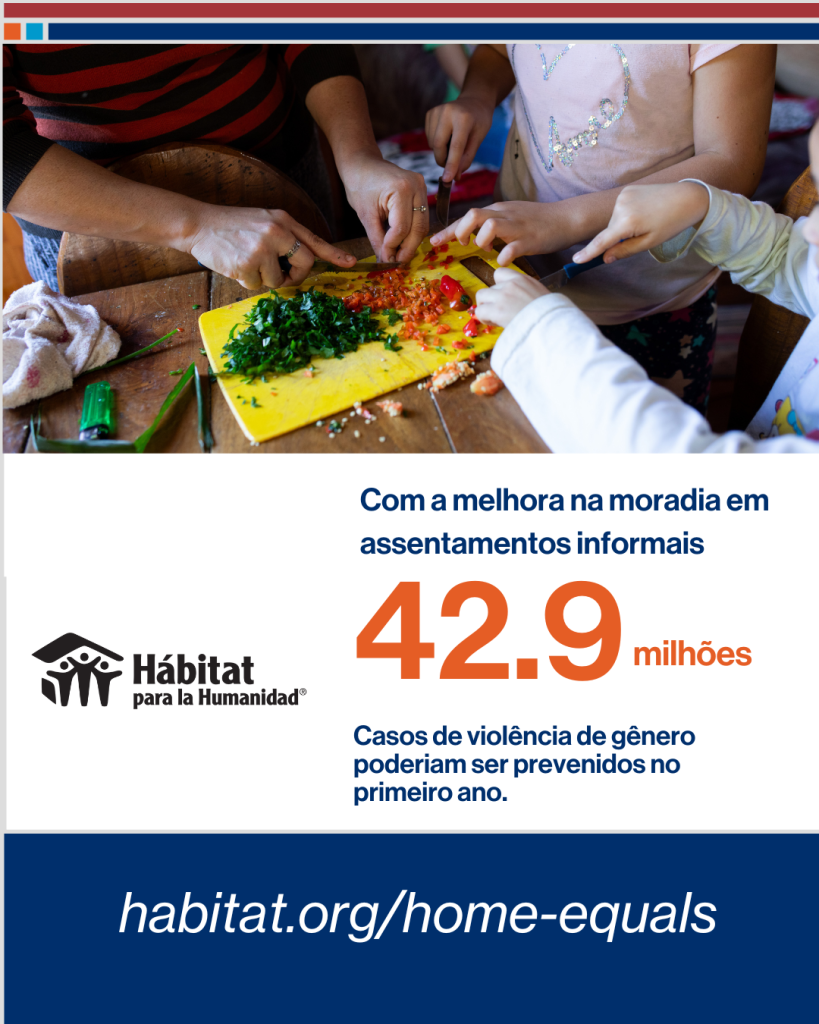 Com a melhora na moradia em
assentamentos informais
42.9 milhões
Hábitat
para la Humanidad®
Casos de violência de gênero
poderiam ser prevenidos no
primeiro ano.
habitat.org/home-equals